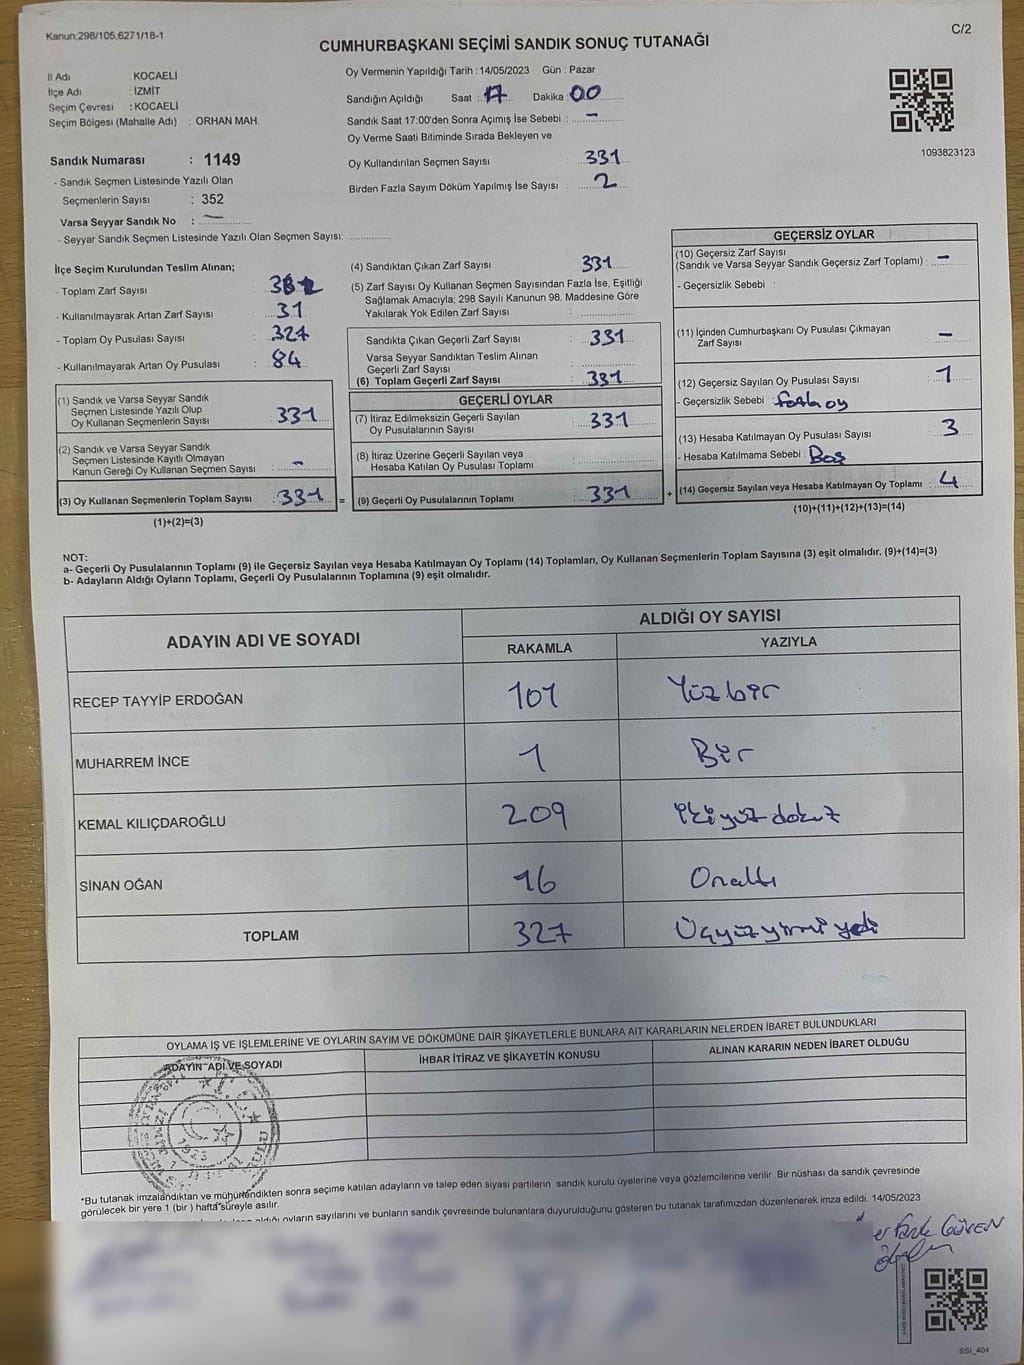 Kanun;298/105,6271/18-1
C/2
CUMHURBAŞKANI SEÇİMİ SANDIK SONUÇ TUTANAĞI
İl Adı : KOCAELİ
İlçe Adı : İZMİT
Seçim Çevresi : KOCAELİ
Seçim Bölgesi (Mahalle Adı) : ORHAN MAH.
Sandık Numarası : 1149
- Sandık Seçmen Listesinde Yazılı Olan
Seçmenlerin Sayısı : 352
Varsa Seyyar Sandık No : —
- Seyyar Sandık Seçmen Listesinde Yazılı Olan Seçmen Sayısı: ..............
Oy Vermenin Yapıldığı Tarih : 14/05/2023 Gün : Pazar
Sandığın Açıldığı Saat : 17 Dakika : 00
Sandık Saat 17:00'den Sonra Açımış İse Sebebi : —
Oy Verme Saati Bitiminde Sırada Bekleyen ve
Oy Kullandırılan Seçmen Sayısı : 331
Birden Fazla Sayım Döküm Yapılmış İse Sayısı : 2
1093823123
İlçe Seçim Kurulundan Teslim Alınan;
- Toplam Zarf Sayısı :
- Kullanılmayarak Artan Zarf Sayısı : 31
- Toplam Oy Pusulası Sayısı : 327
- Kullanılmayarak Artan Oy Pusulası : 84
(1) Sandık ve Varsa Seyyar Sandık
Seçmen Listesinde Yazılı Olup
Oy Kullanan Seçmenlerin Sayısı : 331
(2) Sandık ve Varsa Seyyar Sandık
Seçmen Listesinde Kayıtlı Olmayan
Kanun Gereği Oy Kullanan Seçmen Sayısı : -
(3) Oy Kullanan Seçmenlerin Toplam Sayısı : 331 =
(1)+(2)=(3)
(4) Sandıktan Çıkan Zarf Sayısı 331
(5) Zarf Sayısı Oy Kullanan Seçmen Sayısından Fazla İse, Eşitliği
Sağlamak Amacıyla; 298 Sayılı Kanunun 98. Maddesine Göre
Yakılarak Yok Edilen Zarf Sayısı : ..............
Sandıkta Çıkan Geçerli Zarf Sayısı : 331
Varsa Seyyar Sandıktan Teslim Alınan
Geçerli Zarf Sayısı : ..............
(6) Toplam Geçerli Zarf Sayısı : 331
GEÇERLİ OYLAR
(7) İtiraz Edilmeksizin Geçerli Sayılan
Oy Pusulalarının Sayısı : 331
(8) İtiraz Üzerine Geçerli Sayılan veya
Hesaba Katılan Oy Pusulası Toplamı : ..............
(9) Geçerli Oy Pusulalarının Toplamı : 331 +
GEÇERSİZ OYLAR
(10) Geçersiz Zarf Sayısı
(Sandık ve Varsa Seyyar Sandık Geçersiz Zarf Toplamı) : —
- Geçersizlik Sebebi :
(11) İçinden Cumhurbaşkanı Oy Pusulası Çıkmayan
Zarf Sayısı : —
(12) Geçersiz Sayılan Oy Pusulası Sayısı : 1
- Geçersizlik Sebebi : fazla oy
(13) Hesaba Katılmayan Oy Pusulası Sayısı : 3
- Hesaba Katılmama Sebebi : Boş
(14) Geçersiz Sayılan veya Hesaba Katılmayan Oy Toplamı : 4
(10)+(11)+(12)+(13)=(14)
NOT:
a- Geçerli Oy Pusulalarının Toplamı (9) ile Geçersiz Sayılan veya Hesaba Katılmayan Oy Toplamı (14) Toplamları, Oy Kullanan Seçmenlerin Toplam Sayısına (3) eşit olmalıdır. (9)+(14)=(3)
b- Adayların Aldığı Oyların Toplamı, Geçerli Oy Pusulalarının Toplamına (9) eşit olmalıdır.
ADAYIN ADI VE SOYADI
ALDIĞI OY SAYISI
RAKAMLA YAZIYLA
RECEP TAYYİP ERDOĞAN 101 Yüzbir
MUHARREM İNCE 1 Bir
KEMAL KILIÇDAROĞLU 209 ikiyüzdokuz
SİNAN OĞAN 16 Onaltı
TOPLAM 327 Üçyüzyirmi yedi
OYLAMA İŞ VE İŞLEMLERİNE VE OYLARIN SAYIM VE DÖKÜMÜNE DAİR ŞİKAYETLERLE BUNLARA AİT KARARLARIN NELERDEN İBARET BULUNDUKLARI
ADAYIN ADI VE SOYADI İHBAR İTİRAZ VE ŞİKAYETİN KONUSU ALINAN KARARIN NEDEN İBARET OLDUĞU
1923
*Bu tutanak imzalandıktan ve mühürlendikten sonra seçime katılan adayların ve talep eden siyasi partilerin sandık kurulu üyelerine veya gözlemcilerine verilir. Bir nüshası da sandık çevresinde
görülecek bir yere 1 (bir ) hafta süreyle asılır.
aldığı oyların sayılarını ve bunların sandık çevresinde bulunanlara duyurulduğunu gösteren bu tutanak tarafımızdan düzenlenerek imza edildi. 14/05/2023
GÜVEN
SSI_404